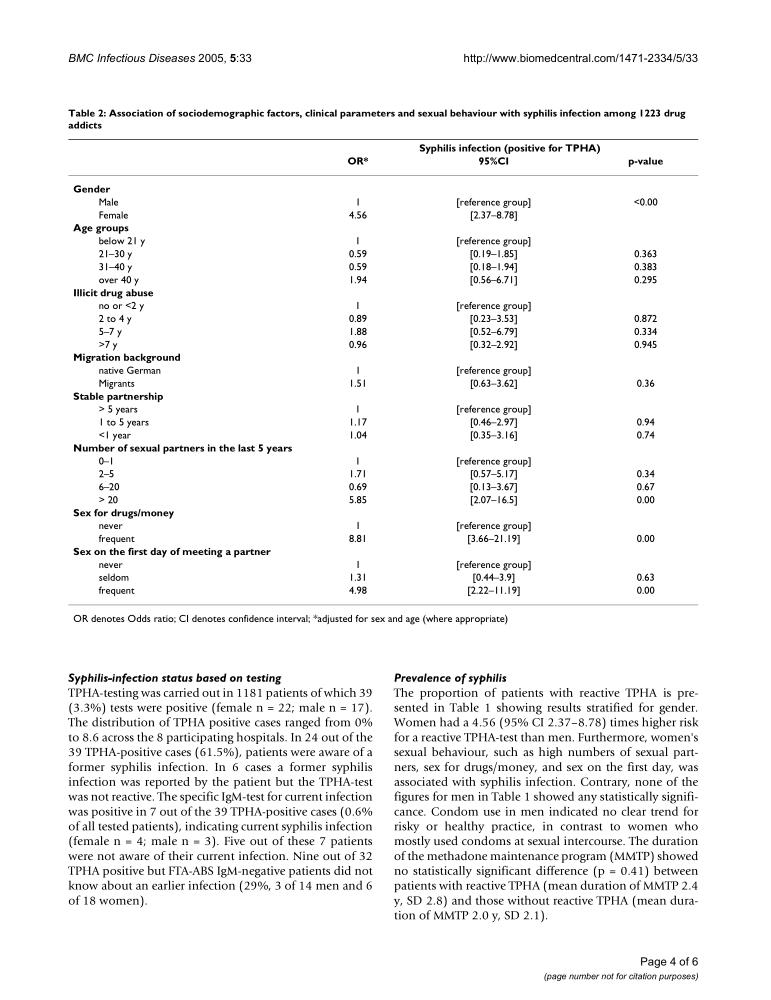 BMC Infectious Diseases 2005, 5:33 http://www.biomedcentral.com/1471-2334/5/33
Table 2: Association of sociodemographic factors, clinical parameters and sexual behaviour with syphilis infection among 1223 drug
addicts
Syphilis infection (positive for TPHA)
OR* 95%CI p-value
Gender
Male 1 [reference group] <0.00
Female 4.56 [2.37–8.78]
Age groups
below 21 y 1 [reference group]
21–30 y 0.59 [0.19–1.85] 0.363
31–40 y 0.59 [0.18–1.94] 0.383
over 40 y 1.94 [0.56–6.71] 0.295
Illicit drug abuse
no or <2 y 1 [reference group]
2 to 4 y 0.89 [0.23–3.53] 0.872
5–7 y 1.88 [0.52–6.79] 0.334
>7 y 0.96 [0.32–2.92] 0.945
Migration background
native German 1 [reference group]
Migrants 1.51 [0.63–3.62] 0.36
Stable partnership
> 5 years 1 [reference group]
1 to 5 years 1.17 [0.46–2.97] 0.94
<1 year 1.04 [0.35–3.16] 0.74
Number of sexual partners in the last 5 years
0–1 1 [reference group]
2–5 1.71 [0.57–5.17] 0.34
6–20 0.69 [0.13–3.67] 0.67
> 20 5.85 [2.07–16.5] 0.00
Sex for drugs/money
never 1 [reference group]
frequent 8.81 [3.66–21.19] 0.00
Sex on the first day of meeting a partner
never 1 [reference group]
seldom 1.31 [0.44–3.9] 0.63
frequent 4.98 [2.22–11.19] 0.00
OR denotes Odds ratio; CI denotes confidence interval; *adjusted for sex and age (where appropriate)
Syphilis-infection status based on testing
TPHA-testing was carried out in 1181 patients of which 39
(3.3%) tests were positive (female n = 22; male n = 17).
The distribution of TPHA positive cases ranged from 0%
to 8.6 across the 8 participating hospitals. In 24 out of the
39 TPHA-positive cases (61.5%), patients were aware of a
former syphilis infection. In 6 cases a former syphilis
infection was reported by the patient but the TPHA-test
was not reactive. The specific IgM-test for current infection
was positive in 7 out of the 39 TPHA-positive cases (0.6%
of all tested patients), indicating current syphilis infection
(female n = 4; male n = 3). Five out of these 7 patients
were not aware of their current infection. Nine out of 32
TPHA positive but FTA-ABS IgM-negative patients did not
know about an earlier infection (29%, 3 of 14 men and 6
of 18 women).
Prevalence of syphilis
The proportion of patients with reactive TPHA is pre-
sented in Table 1 showing results stratified for gender.
Women had a 4.56 (95% CI 2.37–8.78) times higher risk
for a reactive TPHA-test than men. Furthermore, women's
sexual behaviour, such as high numbers of sexual part-
ners, sex for drugs/money, and sex on the first day, was
associated with syphilis infection. Contrary, none of the
figures for men in Table 1 showed any statistically signifi-
cance. Condom use in men indicated no clear trend for
risky or healthy practice, in contrast to women who
mostly used condoms at sexual intercourse. The duration
of the methadone maintenance program (MMTP) showed
no statistically significant difference (p = 0.41) between
patients with reactive TPHA (mean duration of MMTP 2.4
y, SD 2.8) and those without reactive TPHA (mean dura-
tion of MMTP 2.0 y, SD 2.1).
Page 4 of 6
(page number not for citation purposes)